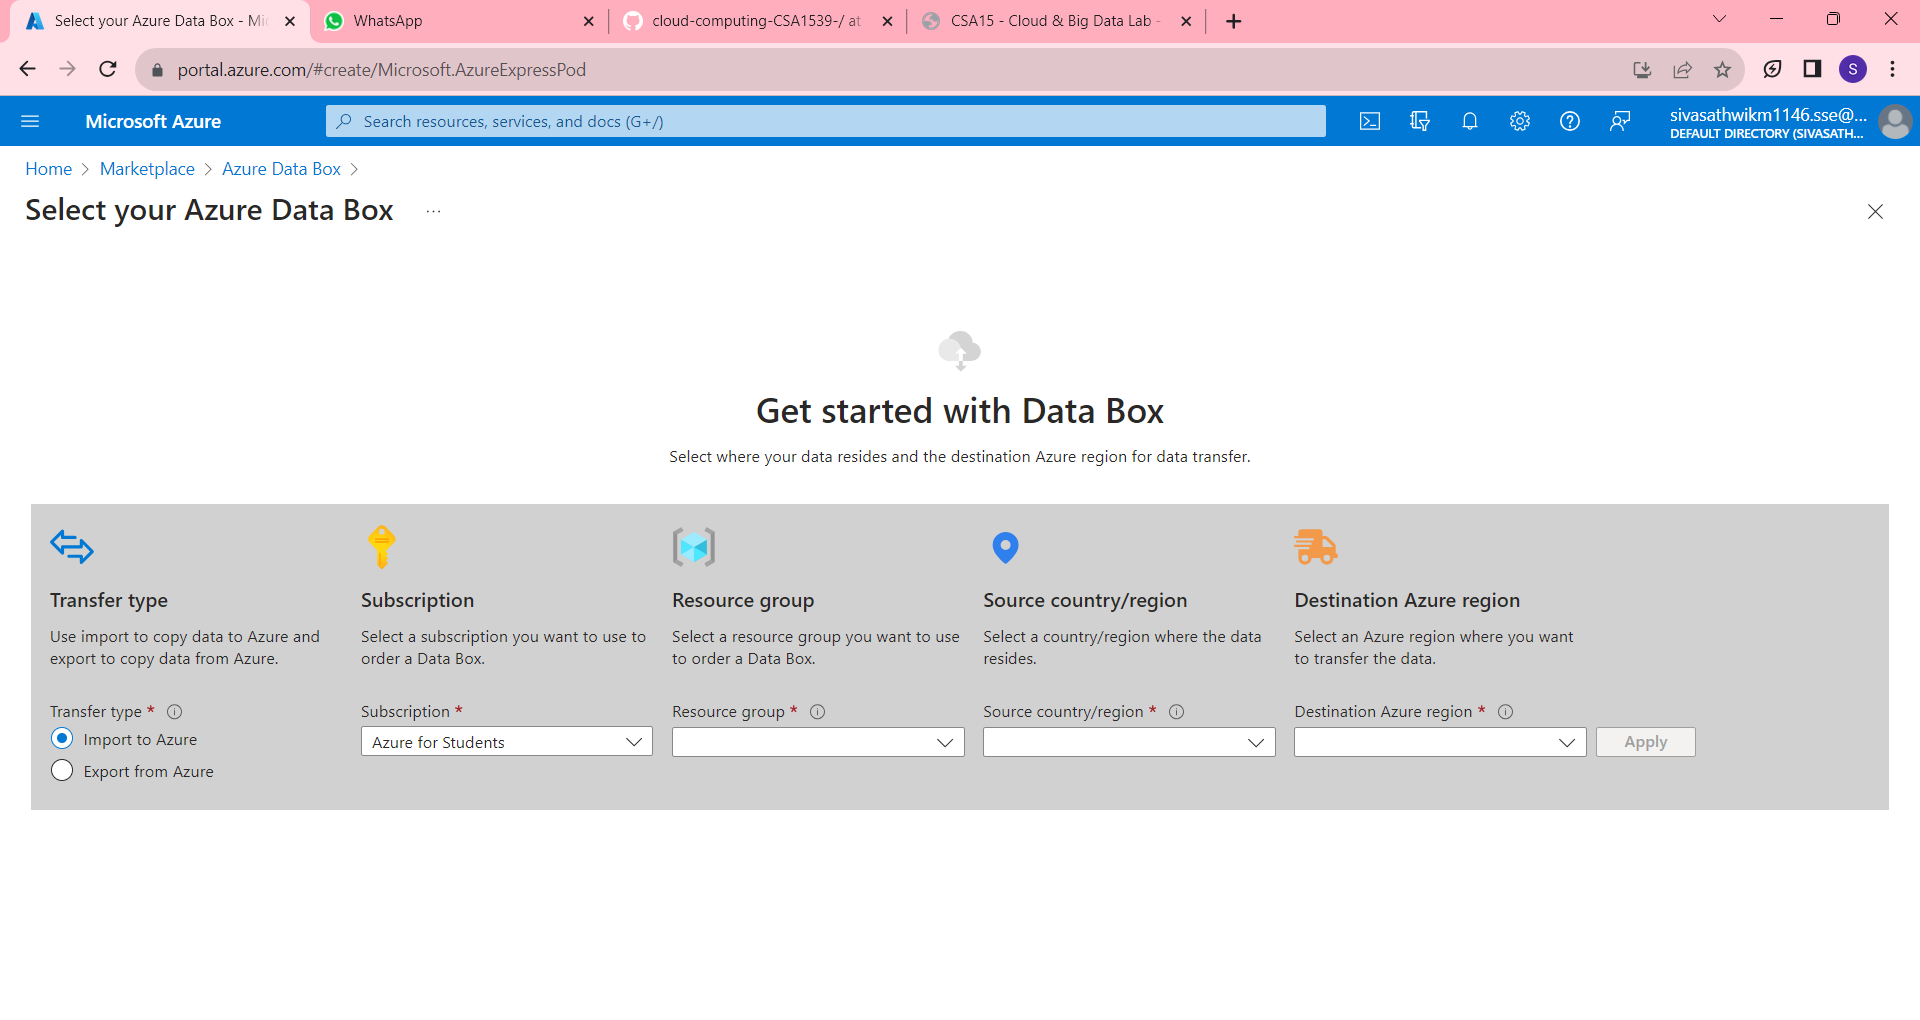 Select your Azure Data Box - Mic
WhatsApp
cloud-computing-CSA1539-/ at
CSA15 - Cloud & Big Data Lab -
portal.azure.com/#create/Microsoft.AzureExpressPod
S
Microsoft Azure
Search resources, services, and docs (G+/)
sivasathwikm1146.sse@...
DEFAULT DIRECTORY (SIVASATH...
Home > Marketplace > Azure Data Box >
Select your Azure Data Box ...
Get started with Data Box
Select where your data resides and the destination Azure region for data transfer.
Transfer type
Use import to copy data to Azure and
export to copy data from Azure.
Transfer type *
Import to Azure
Export from Azure
Subscription
Select a subscription you want to use to
order a Data Box.
Subscription *
Azure for Students
Resource group
Select a resource group you want to use
to order a Data Box.
Resource group *
Source country/region
Select a country/region where the data
resides.
Source country/region *
Destination Azure region
Select an Azure region where you want
to transfer the data.
Destination Azure region *
Apply